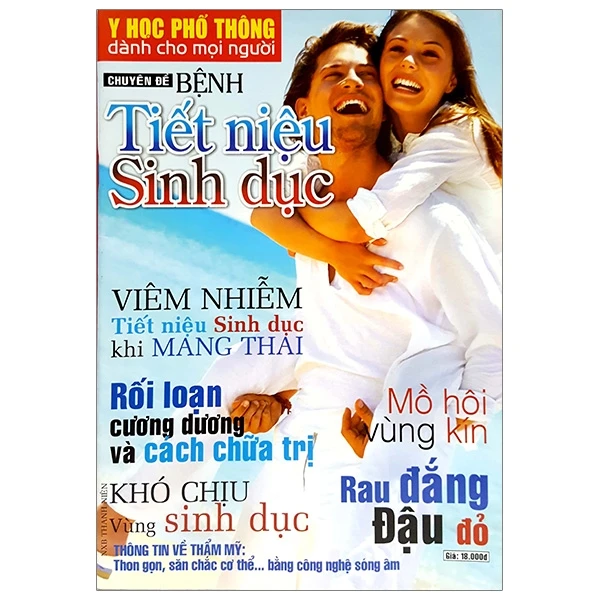 Y HỌC PHỔ THÔNG
dành cho mọi người
CHUYÊN ĐỀ BỆNH
Tiết niệu
Sinh dục
VIÊM NHIỄM
Tiết niệu Sinh dục
khi MANG THAI
Rối loạn
cương dương
và cách chữa trị
Mồ hôi
vùng kín
KHÓ CHỊU
Vùng sinh dục
Rau đắng
Đậu đỏ
NXB THANH NIÊN
THÔNG TIN VỀ THẨM MỸ:
Thon gọn, săn chắc cơ thể... bằng công nghệ sóng âm
Giá: 18.000đ